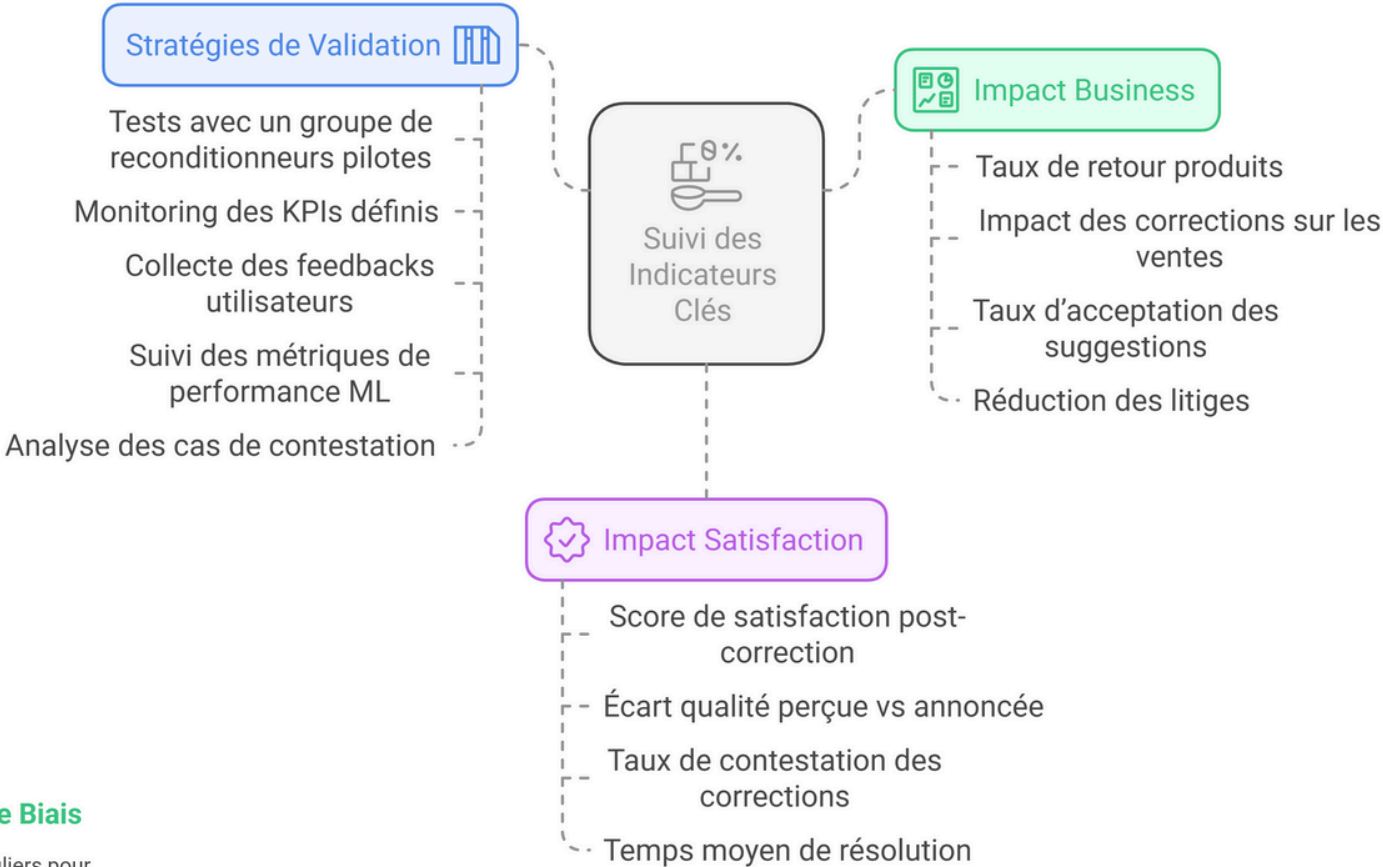 Stratégies de Validation
Tests avec un groupe de
reconditionneurs pilotes
Monitoring des KPIs définis
Collecte des feedbacks
utilisateurs
Suivi des métriques de
performance ML
Analyse des cas de contestation
0%
Suivi des
Indicateurs
Clés
Impact Business
Taux de retour produits
Impact des corrections sur les
ventes
Taux d’acceptation des
suggestions
Réduction des litiges
Impact Satisfaction
Score de satisfaction post-
correction
Écart qualité perçue vs annoncée
Taux de contestation des
corrections
Temps moyen de résolution
e Biais
uliers pour